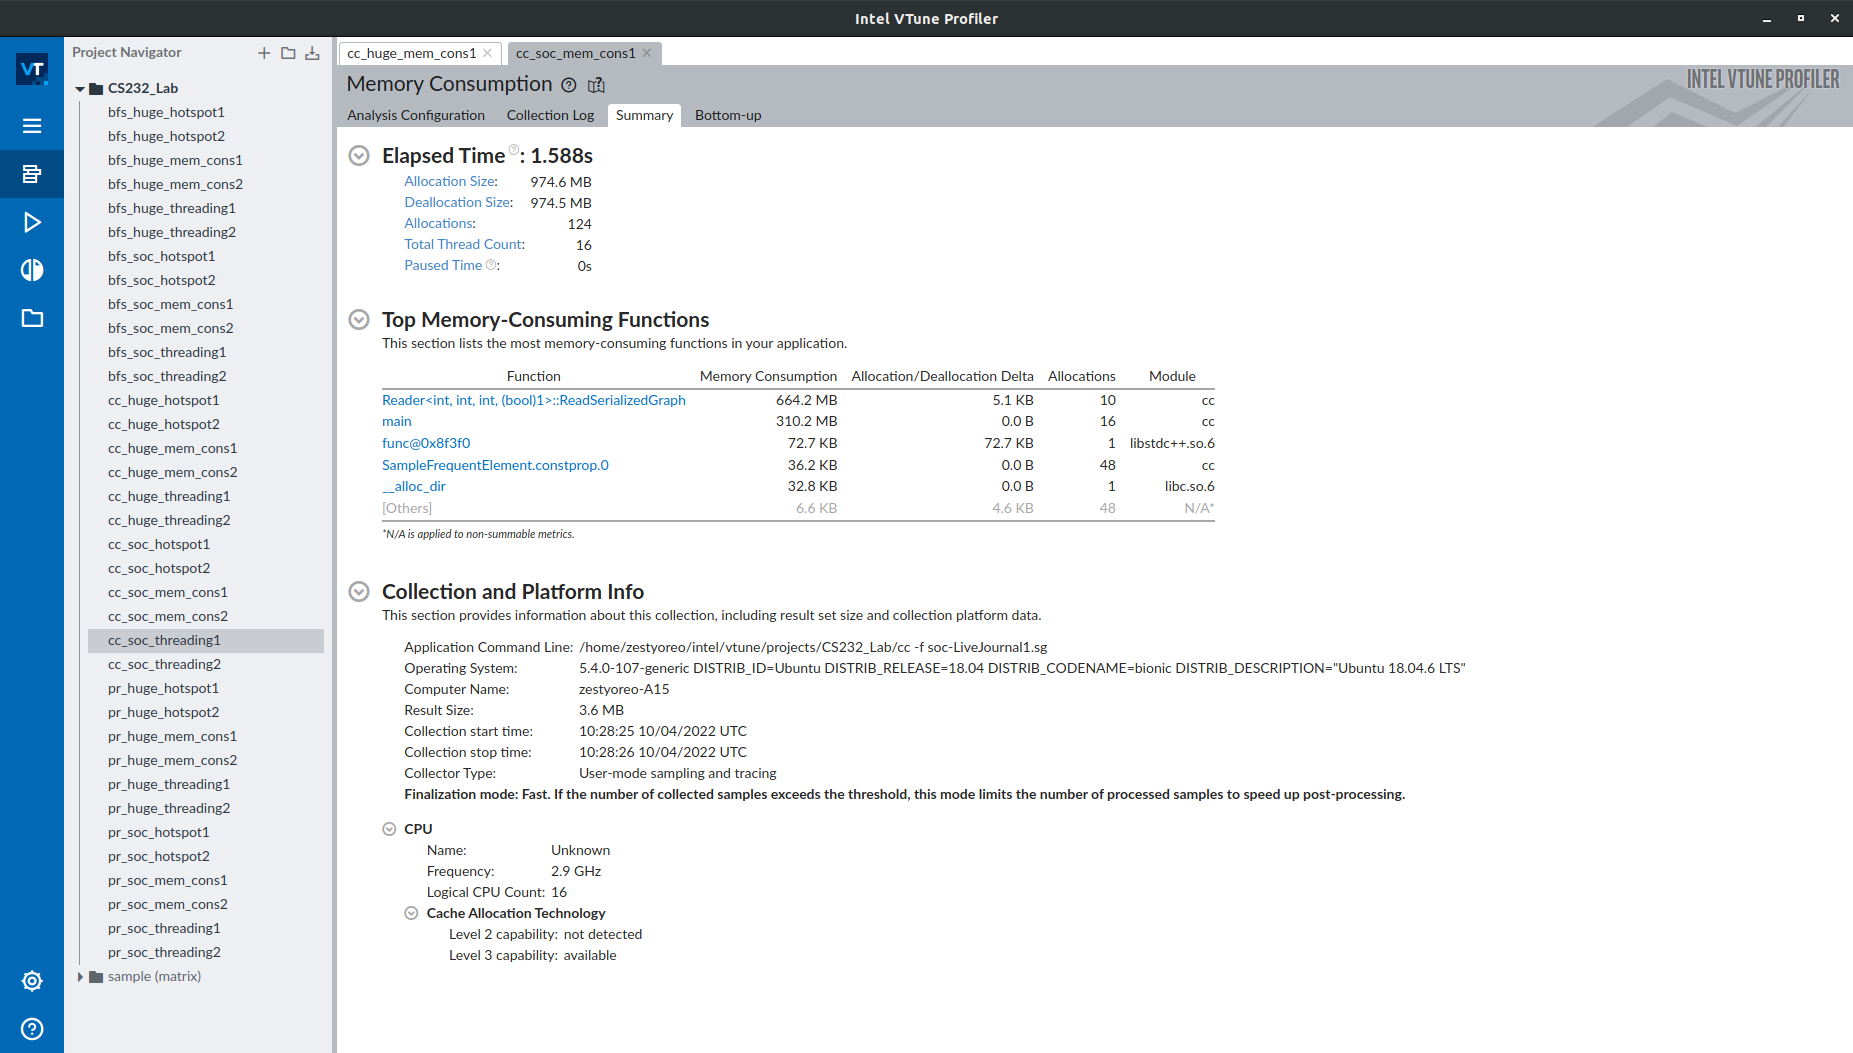 Intel VTune Profiler
VT
Project Navigator
CS232_Lab
bfs_huge_hotspot1
bfs_huge_hotspot2
bfs_huge_mem_cons1
bfs_huge_mem_cons2
bfs_huge_threading1
bfs_huge_threading2
bfs_soc_hotspot1
bfs_soc_hotspot2
bfs_soc_mem_cons1
bfs_soc_mem_cons2
bfs_soc_threading1
bfs_soc_threading2
cc_huge_hotspot1
cc_huge_hotspot2
cc_huge_mem_cons1
cc_huge_mem_cons2
cc_huge_threading1
cc_huge_threading2
cc_soc_hotspot1
cc_soc_hotspot2
cc_soc_mem_cons1
cc_soc_mem_cons2
cc_soc_threading1
cc_soc_threading2
pr_huge_hotspot1
pr_huge_hotspot2
pr_huge_mem_cons1
pr_huge_mem_cons2
pr_huge_threading1
pr_huge_threading2
pr_soc_hotspot1
pr_soc_hotspot2
pr_soc_mem_cons1
pr_soc_mem_cons2
pr_soc_threading1
pr_soc_threading2
sample (matrix)
cc_huge_mem_cons1 cc_soc_mem_cons1
Memory Consumption
INTEL VTUNE PROFILER
Analysis Configuration Collection Log Summary Bottom-up
Elapsed Time : 1.588s
Allocation Size: 974.6 MB
Deallocation Size: 974.5 MB
Allocations: 124
Total Thread Count: 16
Paused Time : 0s
Top Memory-Consuming Functions
This section lists the most memory-consuming functions in your application.
Function Memory Consumption Allocation/Deallocation Delta Allocations Module
Reader<int, int, int, (bool)1>::ReadSerializedGraph 664.2 MB 5.1 KB 10 cc
main 310.2 MB 0.0 B 16 cc
func@0x8f3f0 72.7 KB 72.7 KB 1 libstdc++.so.6
SampleFrequentElement.constprop.0 36.2 KB 0.0 B 48 cc
__alloc_dir 32.8 KB 0.0 B 1 libc.so.6
[Others] 6.6 KB 4.6 KB 48 N/A*
*N/A is applied to non-summable metrics.
Collection and Platform Info
This section provides information about this collection, including result set size and collection platform data.
Application Command Line: /home/zestyoreo/intel/vtune/projects/CS232_Lab/cc -f soc-LiveJournal1.sg
Operating System: 5.4.0-107-generic DISTRIB_ID=Ubuntu DISTRIB_RELEASE=18.04 DISTRIB_CODENAME=bionic DISTRIB_DESCRIPTION="Ubuntu 18.04.6 LTS"
Computer Name: zestyoreo-A15
Result Size: 3.6 MB
Collection start time: 10:28:25 10/04/2022 UTC
Collection stop time: 10:28:26 10/04/2022 UTC
Collector Type: User-mode sampling and tracing
Finalization mode: Fast. If the number of collected samples exceeds the threshold, this mode limits the number of processed samples to speed up post-processing.
CPU
Name: Unknown
Frequency: 2.9 GHz
Logical CPU Count: 16
Cache Allocation Technology
Level 2 capability: not detected
Level 3 capability: available